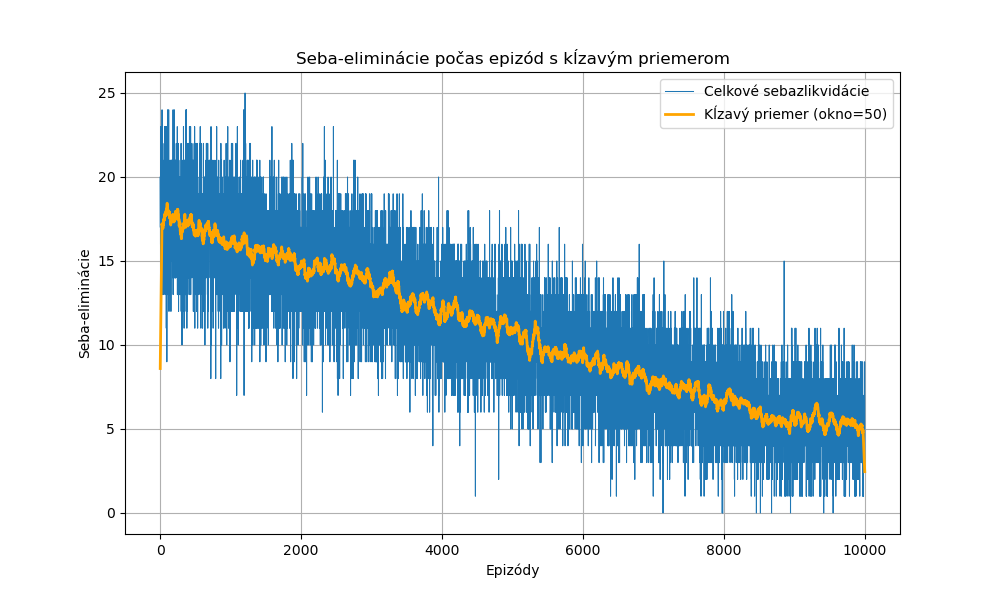 Seba-eliminácie počas epizód s kĺzavým priemerom
Celkové sebazlikvidácie
Kĺzavý priemer (okno=50)
Seba-eliminácie
25
20
15
10
5
0
0 2000 4000 6000 8000 10000
Epizódy